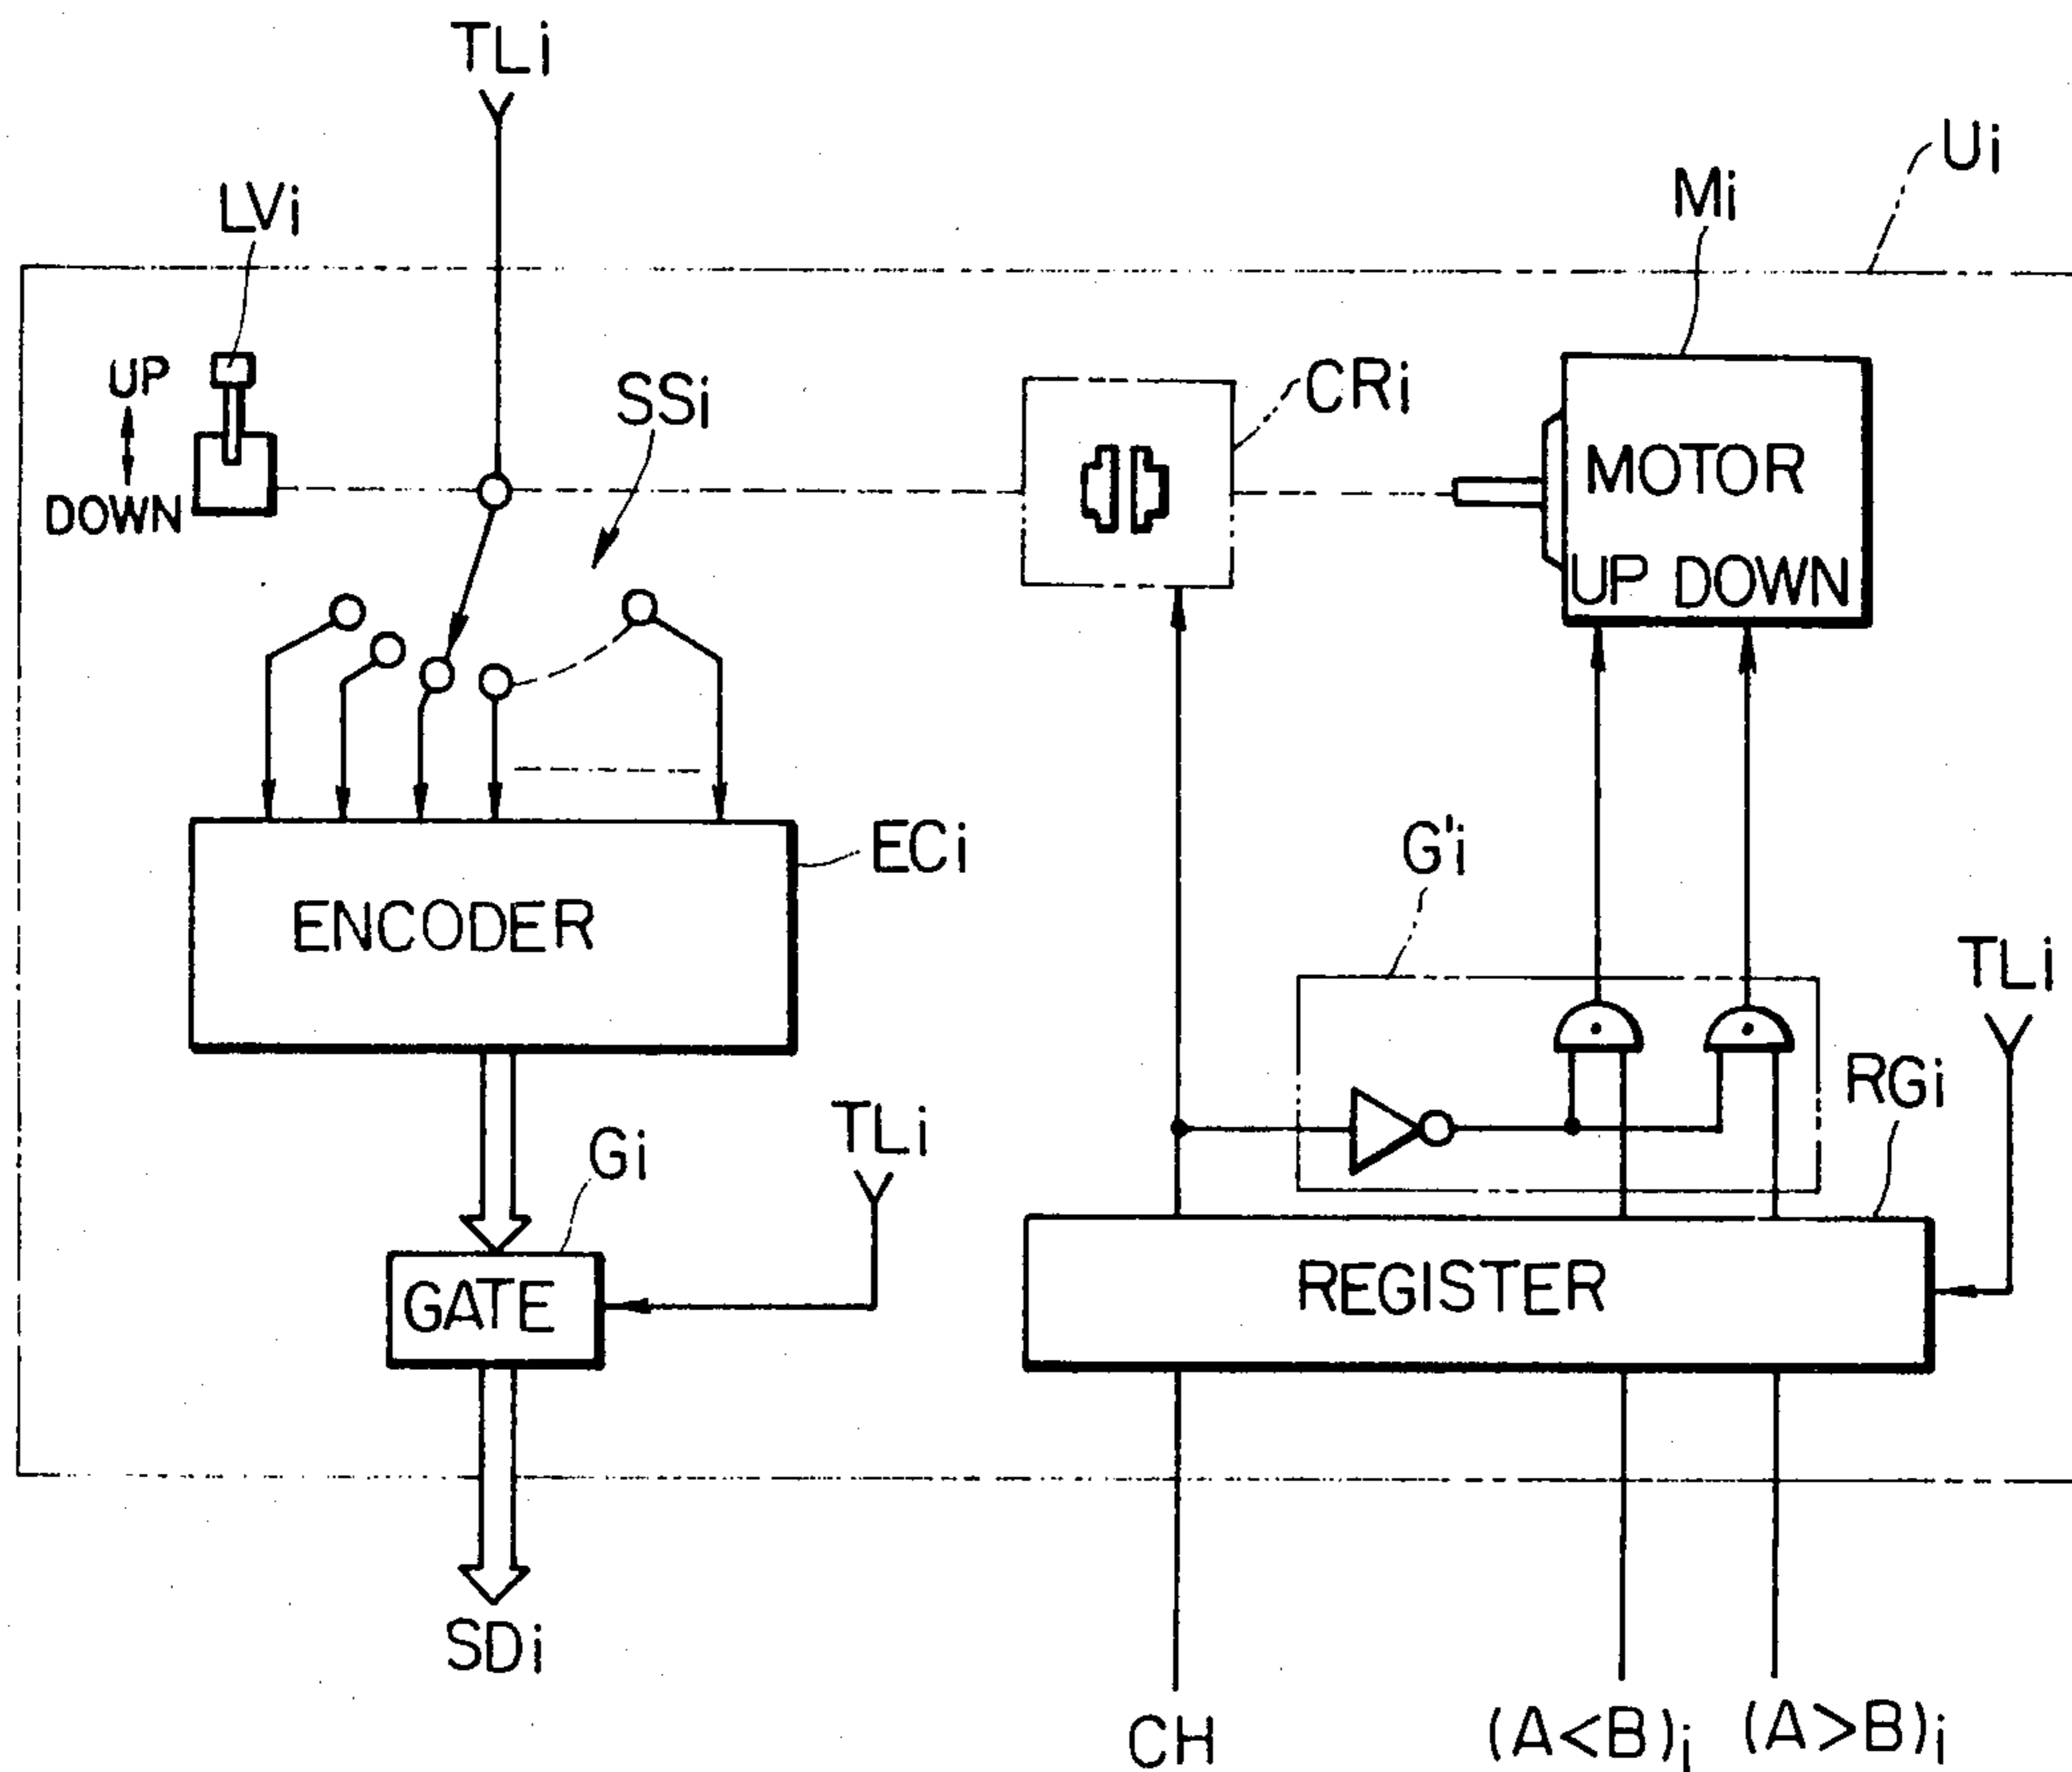 TLi
Ui
LVi
Mi
UP
DOWN
SSi
CRi
MOTOR
UP DOWN
ECi
ENCODER
G'i
TLi
RGi
TLi
Gi
GATE
REGISTER
SDi
CH
(A<B)i
(A>B)i